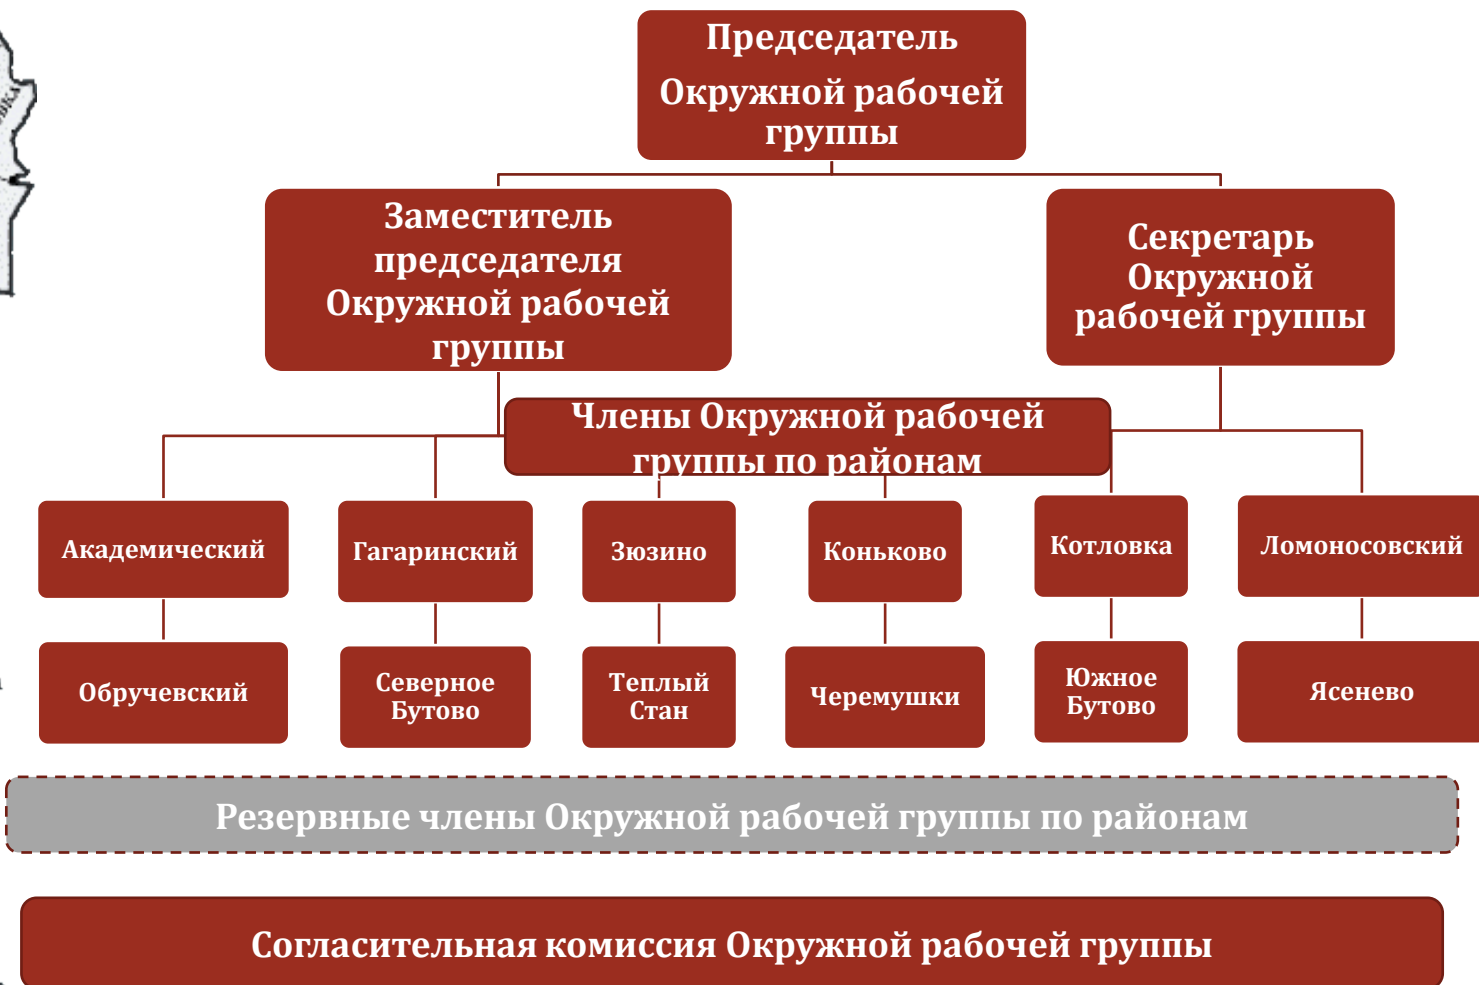 Председатель
Окружной рабочей
группы
Заместитель
председателя
Окружной рабочей
группы
Секретарь
Окружной
рабочей группы
Члены Окружной рабочей
группы по районам
Академический
Гагаринский
Зюзино
Коньково
Котловка
Ломоносовский
Обручевский
Северное
Бутово
Теплый
Стан
Черемушки
Южное
Бутово
Ясенево
Резервные члены Окружной рабочей группы по районам
Согласительная комиссия Окружной рабочей группы